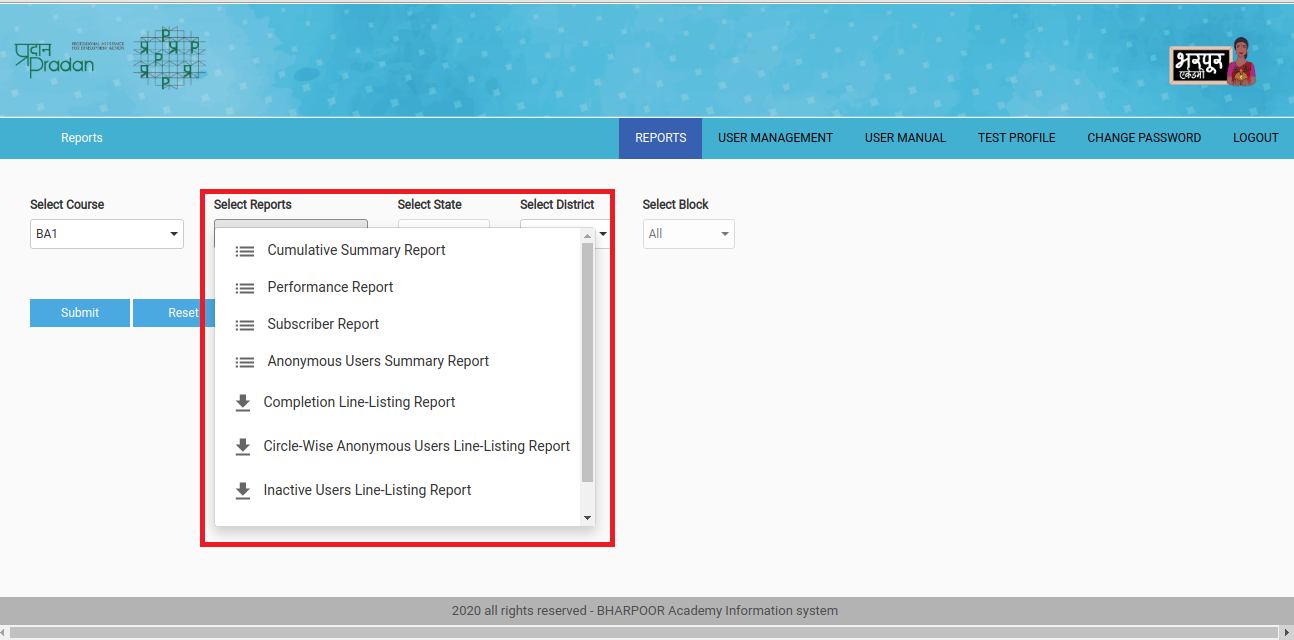 प्रदान
Pradan
PROFESSIONAL ASSISTANCE
FOR DEVELOPMENT ACTION
P
प्र P प्र P
प्र P प्र
P
भरपूर
एकेडमी
Reports
REPORTS
USER MANAGEMENT
USER MANUAL
TEST PROFILE
CHANGE PASSWORD
LOGOUT
Select Course
Select Reports
Select State
Select District
Select Block
BA1
All
Cumulative Summary Report
Performance Report
Subscriber Report
Anonymous Users Summary Report
Completion Line-Listing Report
Circle-Wise Anonymous Users Line-Listing Report
Inactive Users Line-Listing Report
Submit
Reset
2020 all rights reserved - BHARPOOR Academy Information system